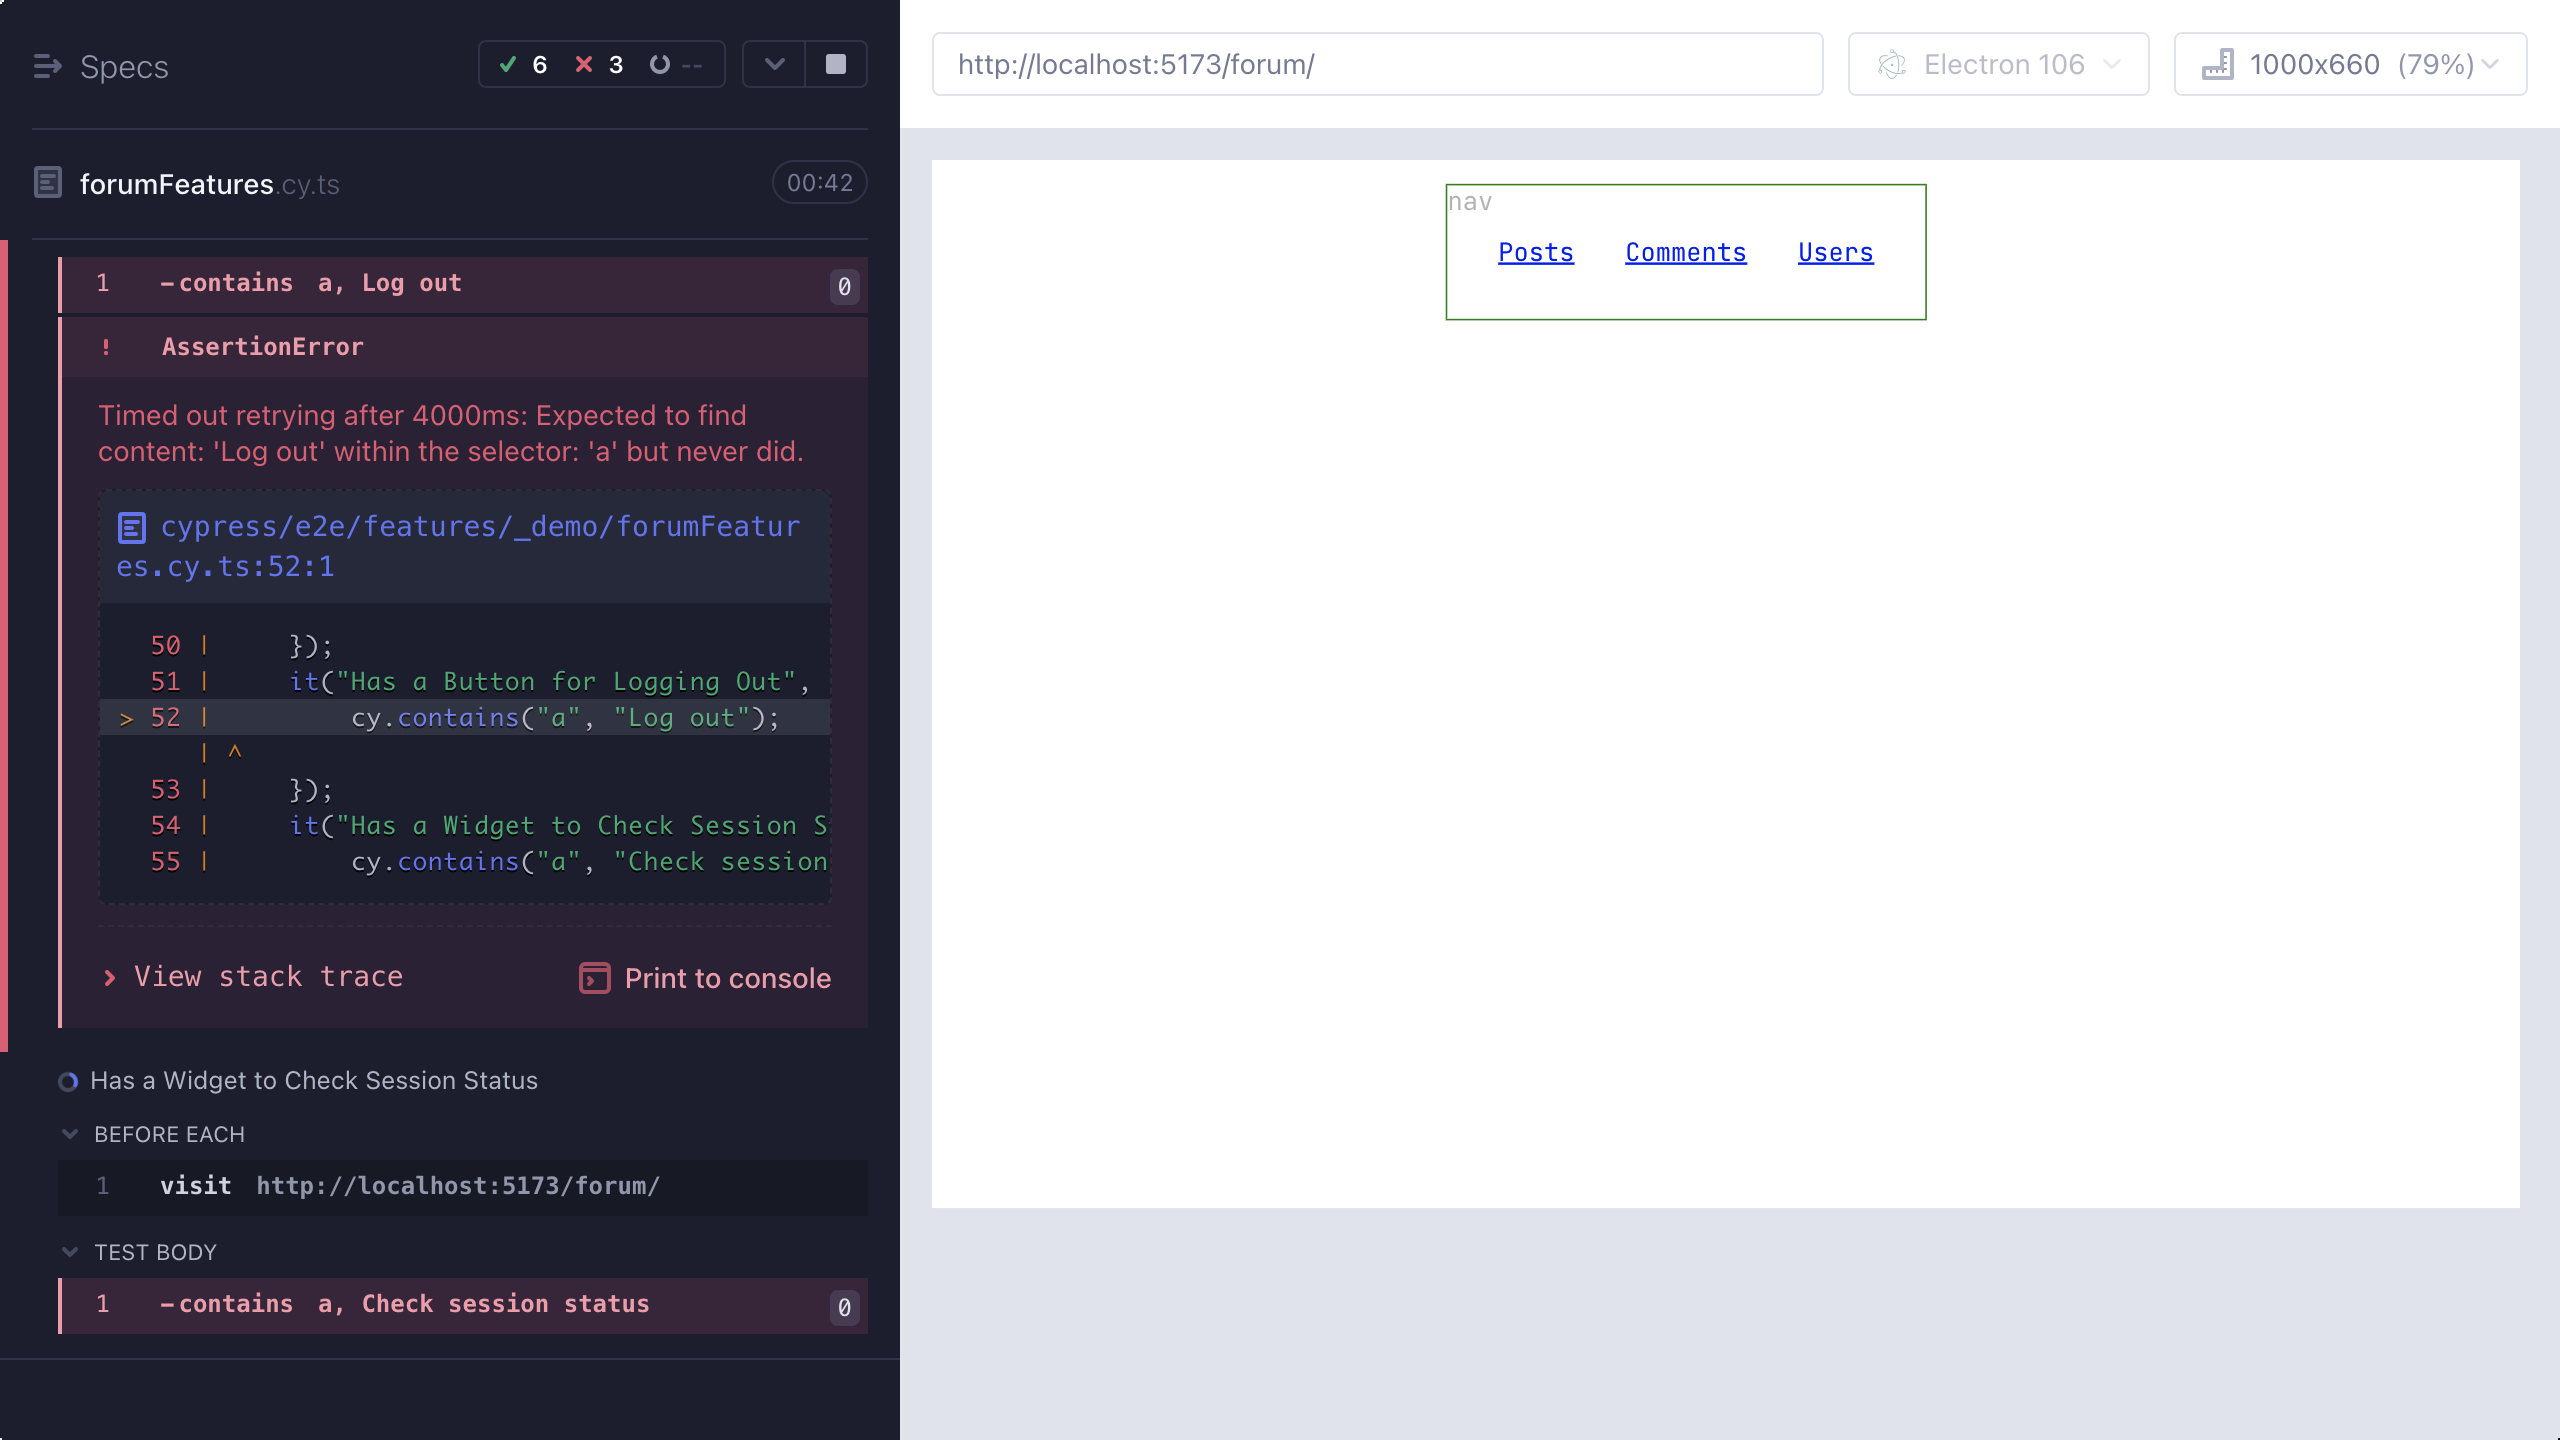 Specs
6 3 --
forumFeatures.cy.ts
00:42
1 -contains a, Log out 0
! AssertionError
Timed out retrying after 4000ms: Expected to find
content: 'Log out' within the selector: 'a' but never did.
cypress/e2e/features/_demo/forumFeatur
es.cy.ts:52:1
50 | });
51 | it("Has a Button for Logging Out",
> 52 | cy.contains("a", "Log out");
| ^
53 | });
54 | it("Has a Widget to Check Session S
55 | cy.contains("a", "Check session
View stack trace
Print to console
Has a Widget to Check Session Status
BEFORE EACH
1 visit http://localhost:5173/forum/
TEST BODY
1 -contains a, Check session status 0
http://localhost:5173/forum/
Electron 106
1000x660 (79%)
nav
Posts Comments Users